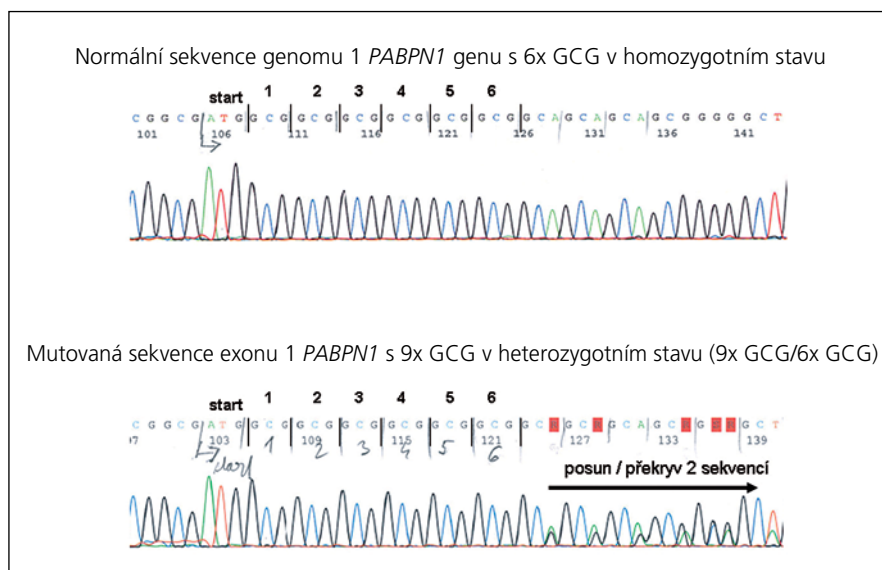 Normální sekvence genomu 1 PABPN1 genu s 6x GCG v homozygotním stavu
start 1 2 3 4 5 6
C G G C G A T G G C G G C G G C G G C G G C G G C G G C A G C A G C A G C G G G G G C T
101 106 111 116 121 126 131 136 141
Mutovaná sekvence exonu 1 PABPN1 s 9x GCG v heterozygotním stavu (9x GCG/6x GCG)
start 1 2 3 4 5 6
C G G C G A T G G C G G C G G C G G C G G C G G C G G C N G C N G C A G C N G N N G C T
103 109 115 121 127 133 139
start 1 2 3 4 5 6
posun / překryv 2 sekvencí